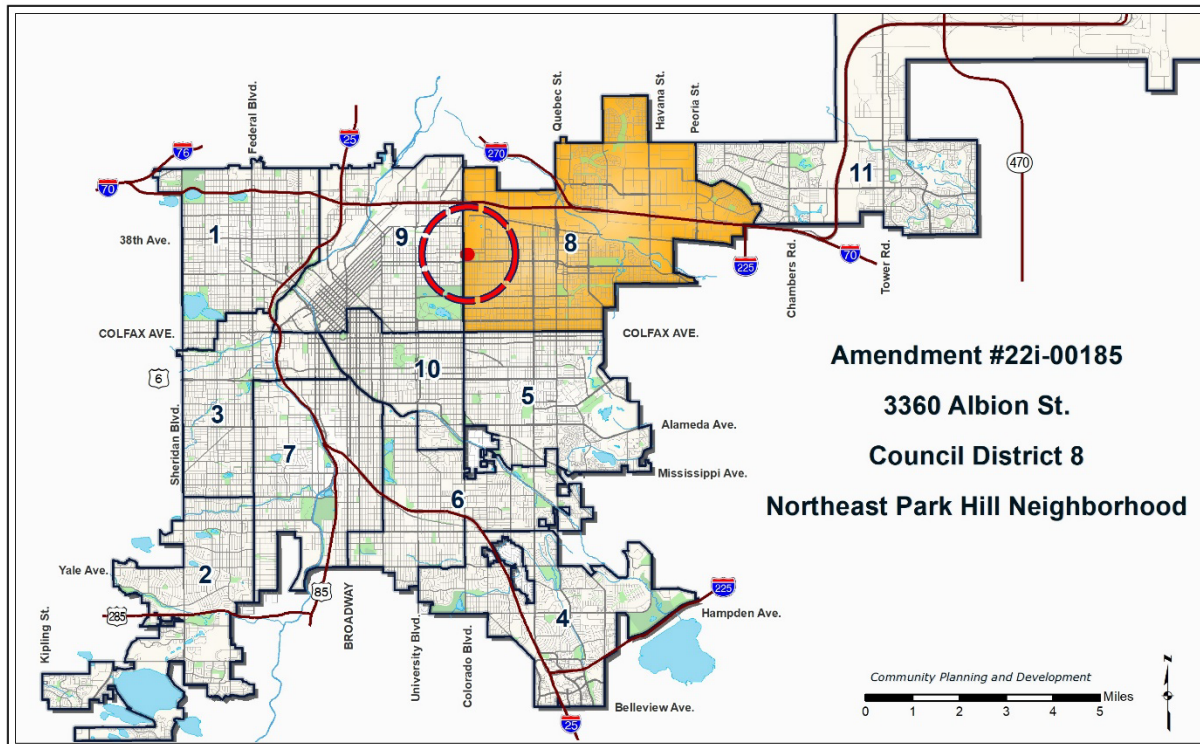 Federal Blvd.
Quebec St.
Havana St.
Peoria St.
76
25
270
70
470
11
1
9
8
38th Ave.
225
70
Chambers Rd.
Tower Rd.
COLFAX AVE.
COLFAX AVE.
6
10
5
3
Sheridan Blvd.
7
Alameda Ave.
Mississippi Ave.
6
Amendment #22i-00185
3360 Albion St.
Council District 8
Northeast Park Hill Neighborhood
Yale Ave.
2
85
BROADWAY
285
4
225
Hampden Ave.
Kipling St.
University Blvd.
Colorado Blvd.
Belleview Ave.
25
Community Planning and Development
Miles
0 1 2 3 4 5
N